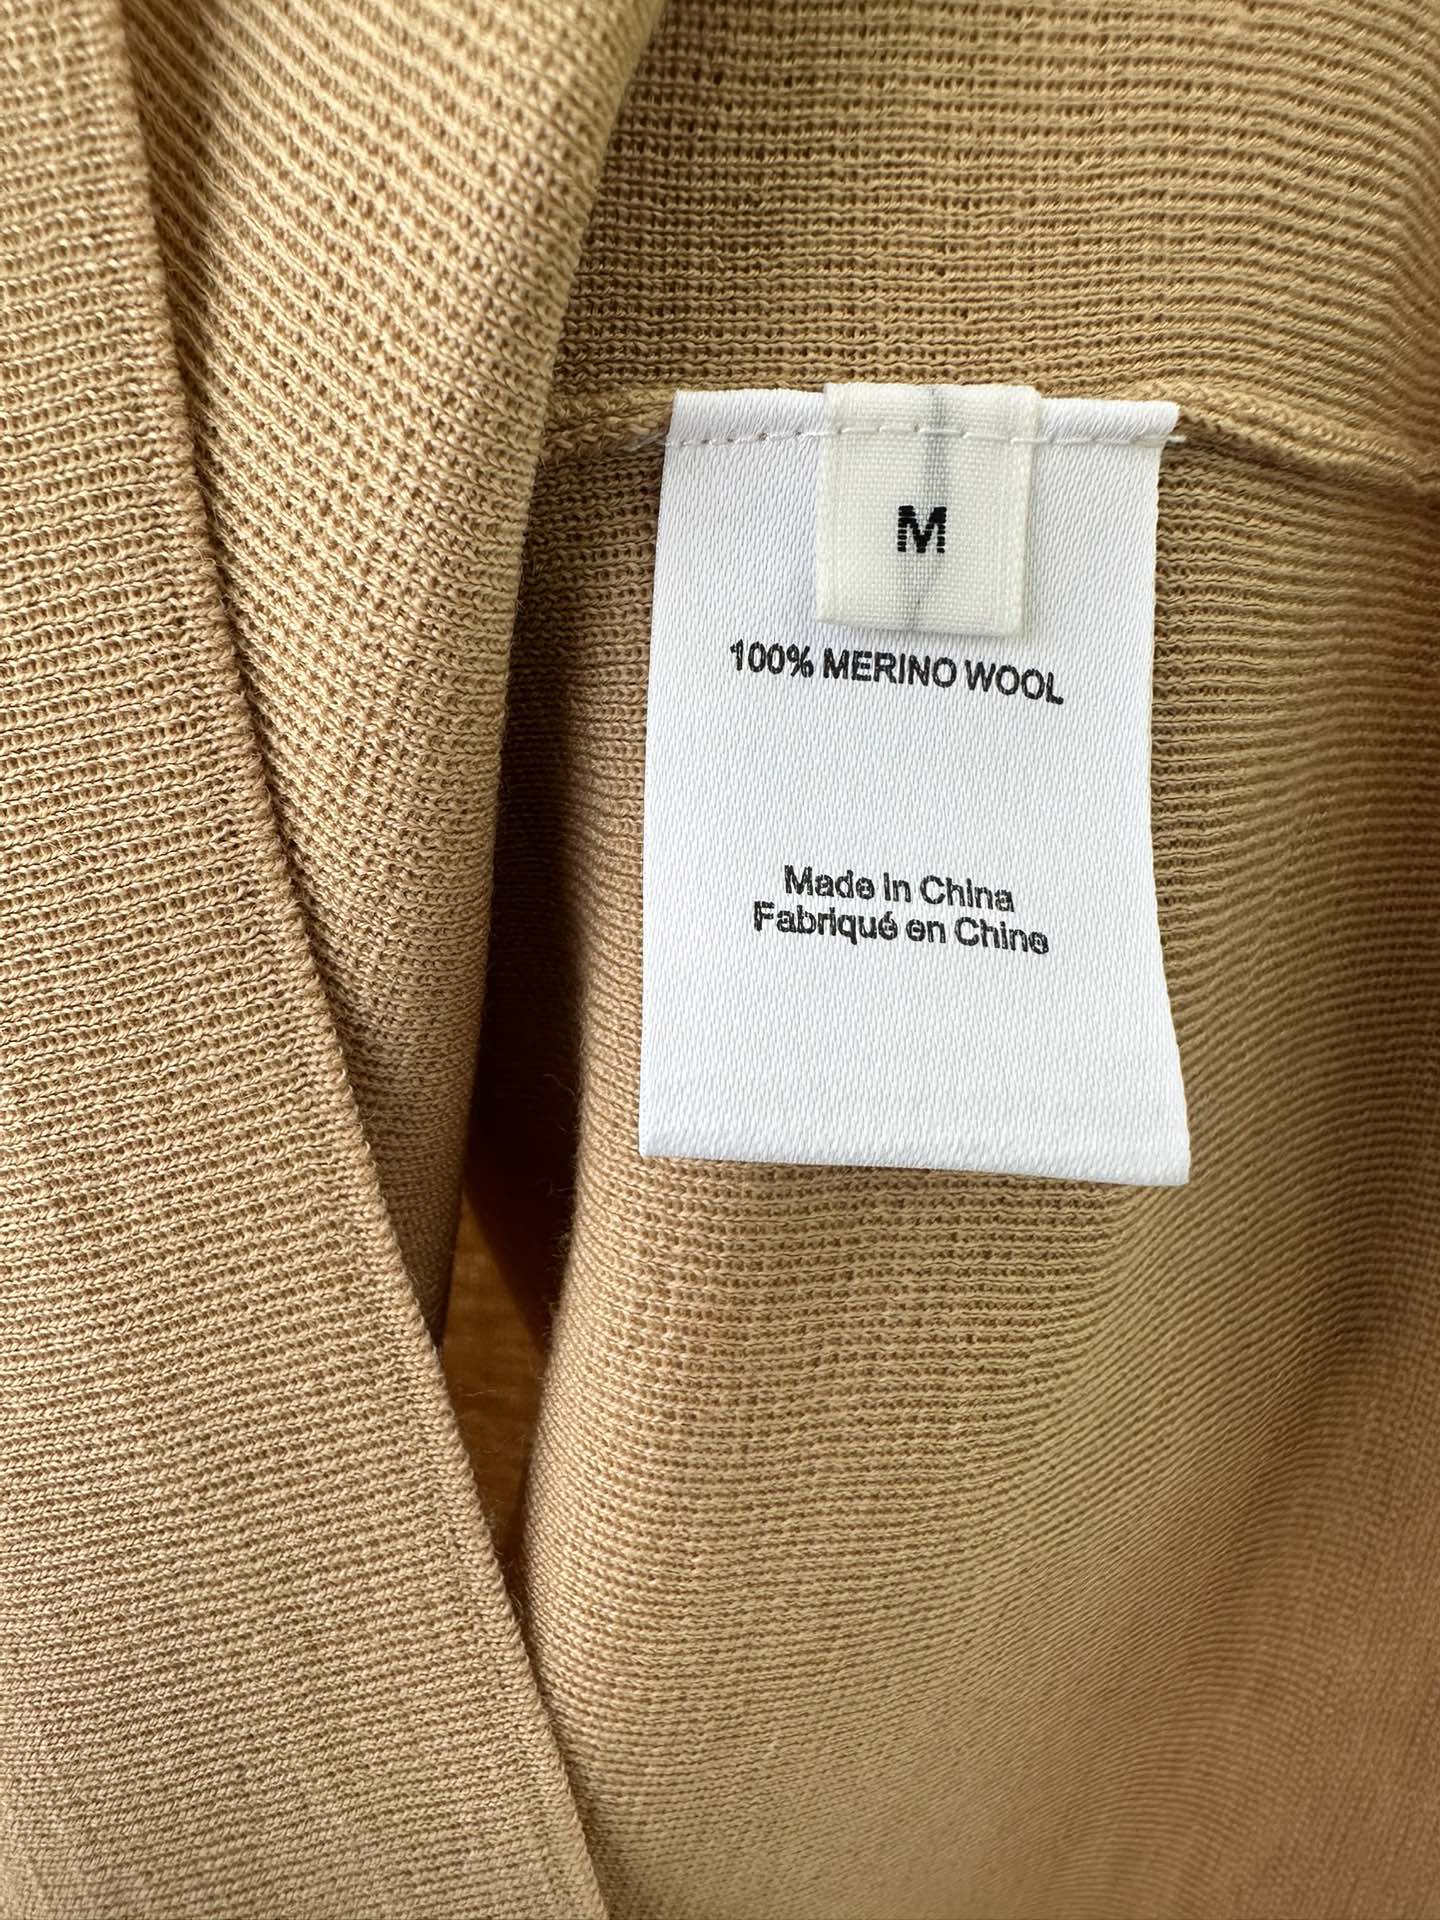 M
100% MERINO WOOL
Made in China
Fabriqué en Chine